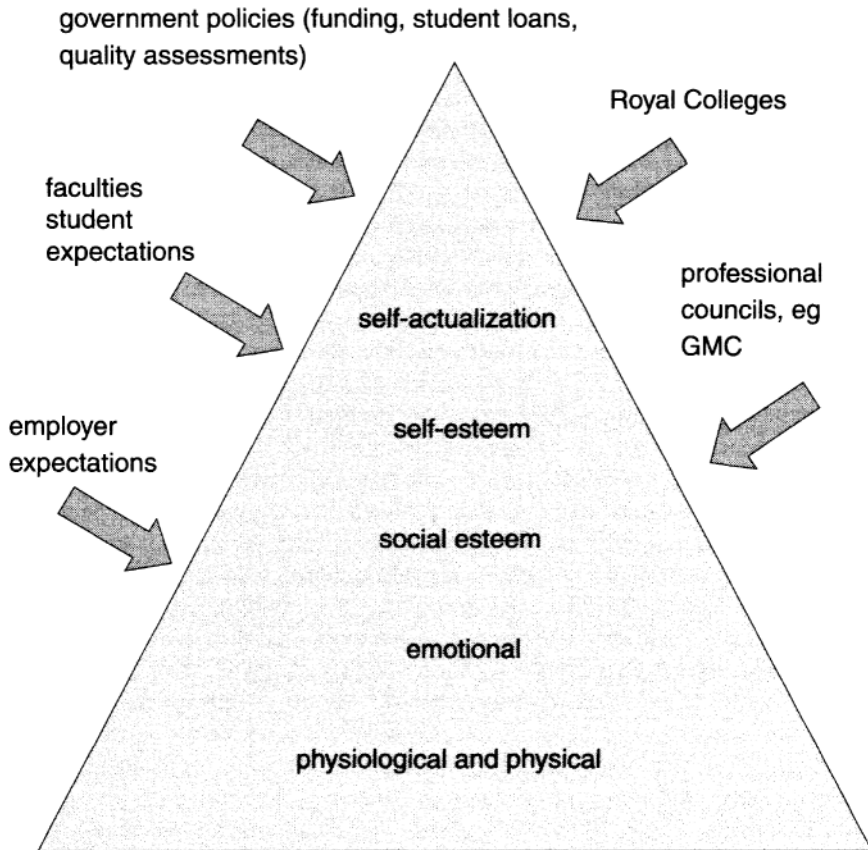 government policies (funding, student loans,
quality assessments)
Royal Colleges
faculties
student
expectations
professional
councils, eg
GMC
self-actualization
employer
expectations
self-esteem
social esteem
emotional
physiological and physical